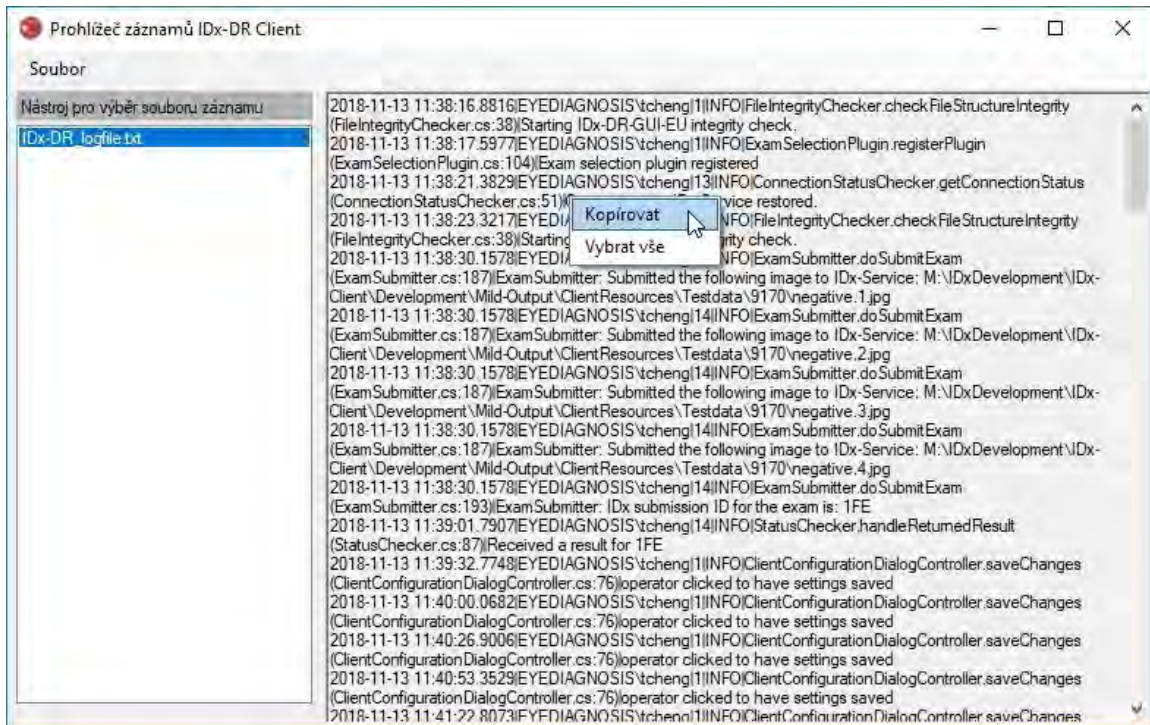 Prohlížeč záznamů IDx-DR Client
Soubor
Nástroj pro výběr souboru záznamu
IDx-DR_logfile.txt
2018-11-13 11:38:16.8816|EYEDIAGNOSIS\tcheng|1|INFO|FileIntegrityChecker.checkFileStructureIntegrity
(FileIntegrityChecker.cs:38)|Starting IDx-DR-GUI-EU integrity check.
2018-11-13 11:38:17.5977|EYEDIAGNOSIS\tcheng|1|INFO|ExamSelectionPlugin.registerPlugin
(ExamSelectionPlugin.cs:104)|Exam selection plugin registered
2018-11-13 11:38:21.3829|EYEDIAGNOSIS\tcheng|13|INFO|ConnectionStatusChecker.getConnectionStatus
(ConnectionStatusChecker.cs:51)| vice restored.
2018-11-13 11:38:23.3217|EYEDI NFO|FileIntegrityChecker.checkFileStructureIntegrity
(FileIntegrityChecker.cs:38)|Starting rity check.
Kopírovat
Vybrat vše
2018-11-13 11:38:30.1578|EYEDI NFO|ExamSubmitter.doSubmitExam
(ExamSubmitter.cs:187)|ExamSubmitter: Submitted the following image to IDx-Service: M:\IDxDevelopment\IDx-
Client\Development\Mild-Output\ClientResources\Testdata\9170\negative.1.jpg
2018-11-13 11:38:30.1578|EYEDIAGNOSIS\tcheng|14|INFO|ExamSubmitter.doSubmitExam
(ExamSubmitter.cs:187)|ExamSubmitter: Submitted the following image to IDx-Service: M:\IDxDevelopment\IDx-
Client\Development\Mild-Output\ClientResources\Testdata\9170\negative.2.jpg
2018-11-13 11:38:30.1578|EYEDIAGNOSIS\tcheng|14|INFO|ExamSubmitter.doSubmitExam
(ExamSubmitter.cs:187)|ExamSubmitter: Submitted the following image to IDx-Service: M:\IDxDevelopment\IDx-
Client\Development\Mild-Output\ClientResources\Testdata\9170\negative.3.jpg
2018-11-13 11:38:30.1578|EYEDIAGNOSIS\tcheng|14|INFO|ExamSubmitter.doSubmitExam
(ExamSubmitter.cs:187)|ExamSubmitter: Submitted the following image to IDx-Service: M:\IDxDevelopment\IDx-
Client\Development\Mild-Output\ClientResources\Testdata\9170\negative.4.jpg
2018-11-13 11:38:30.1578|EYEDIAGNOSIS\tcheng|14|INFO|ExamSubmitter.doSubmitExam
(ExamSubmitter.cs:193)|ExamSubmitter: IDx submission ID for the exam is: 1FE
2018-11-13 11:39:01.7907|EYEDIAGNOSIS\tcheng|14|INFO|StatusChecker.handleReturnedResult
(StatusChecker.cs:87)|Received a result for 1FE
2018-11-13 11:39:32.7748|EYEDIAGNOSIS\tcheng|1|INFO|ClientConfigurationDialogController.saveChanges
(ClientConfigurationDialogController.cs:76)|operator clicked to have settings saved
2018-11-13 11:40:00.0682|EYEDIAGNOSIS\tcheng|1|INFO|ClientConfigurationDialogController.saveChanges
(ClientConfigurationDialogController.cs:76)|operator clicked to have settings saved
2018-11-13 11:40:26.9006|EYEDIAGNOSIS\tcheng|1|INFO|ClientConfigurationDialogController.saveChanges
(ClientConfigurationDialogController.cs:76)|operator clicked to have settings saved
2018-11-13 11:40:53.3529|EYEDIAGNOSIS\tcheng|1|INFO|ClientConfigurationDialogController.saveChanges
(ClientConfigurationDialogController.cs:76)|operator clicked to have settings saved
2018-11-13 11:41:22.8073|EYEDIAGNOSIS\tcheng|1|INFO|ClientConfigurationDialogController.saveChanges